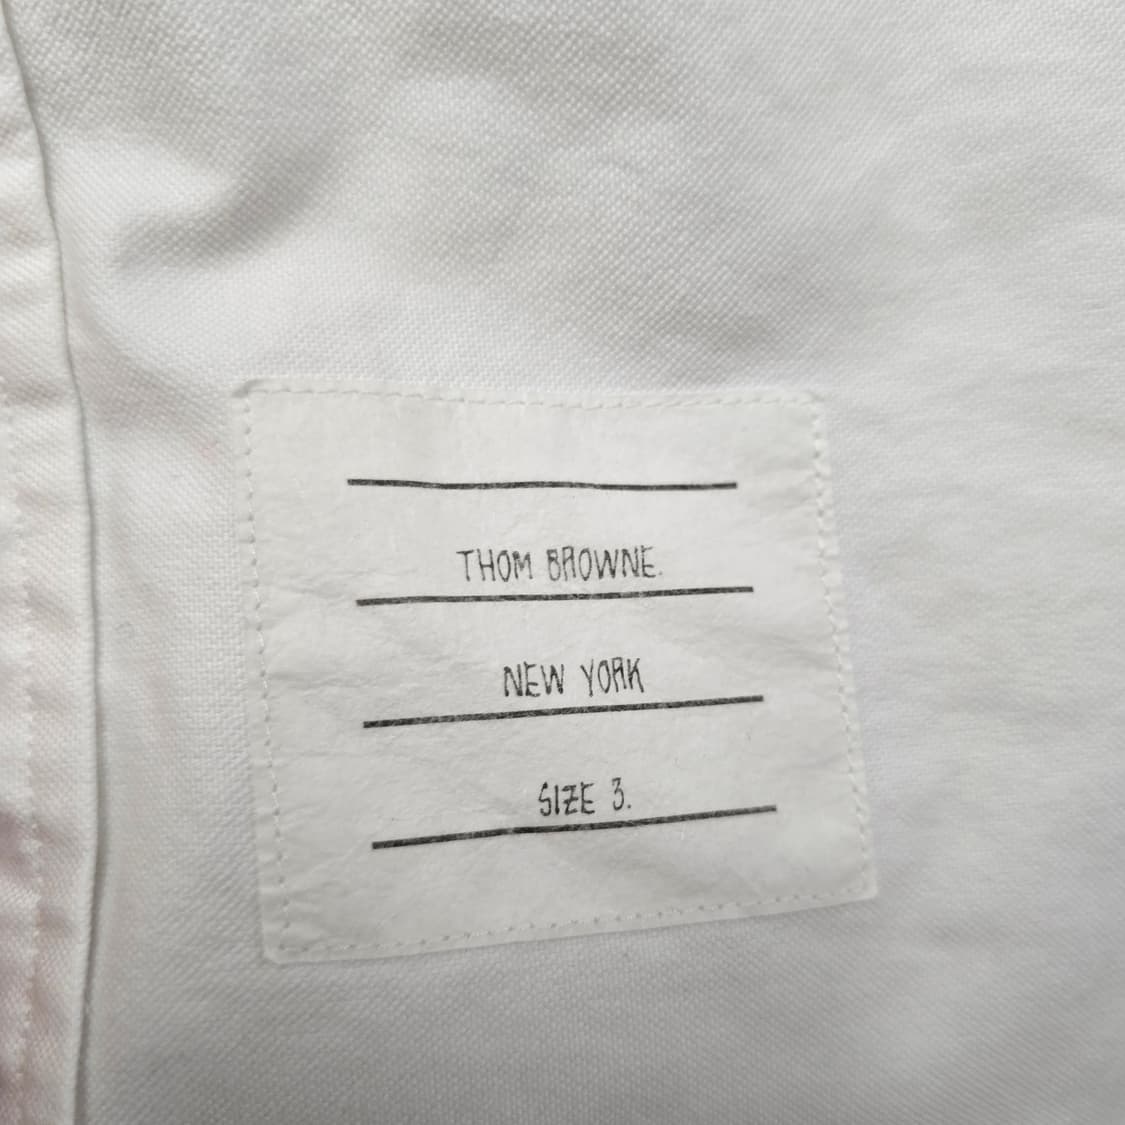 THOM BROWNE.
NEW YORK
SIZE 3.